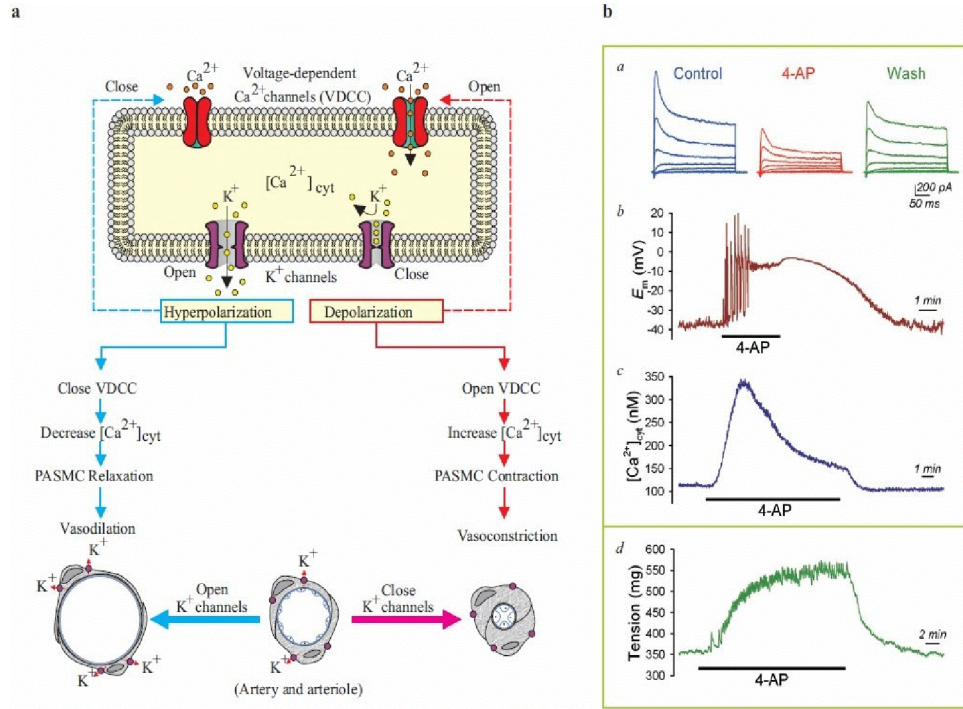 a
Ca2+
Voltage-dependent
Ca2+channels (VDCC)
Ca2+
Close
Open
[Ca2+]cyt
K+
K+
Open
K+ channels
Close
Hyperpolarization
Depolarization
Close VDCC
Decrease [Ca2+]cyt
PASMC Relaxation
Vasodilation
Open VDCC
Increase [Ca2+]cyt
PASMC Contraction
Vasoconstriction
K+
K+
K+
K+
Open
K+ channels
K+
K+
Close
K+ channels
(Artery and arteriole)
b
a
Control
4-AP
Wash
200 pA
50 ms
b
Em (mV)
20
10
0
-10
-20
-30
-40
1 min
4-AP
c
[Ca2+]cyt (nM)
350
300
250
200
150
100
1 min
4-AP
d
Tension (mg)
600
550
500
450
400
350
300
2 min
4-AP